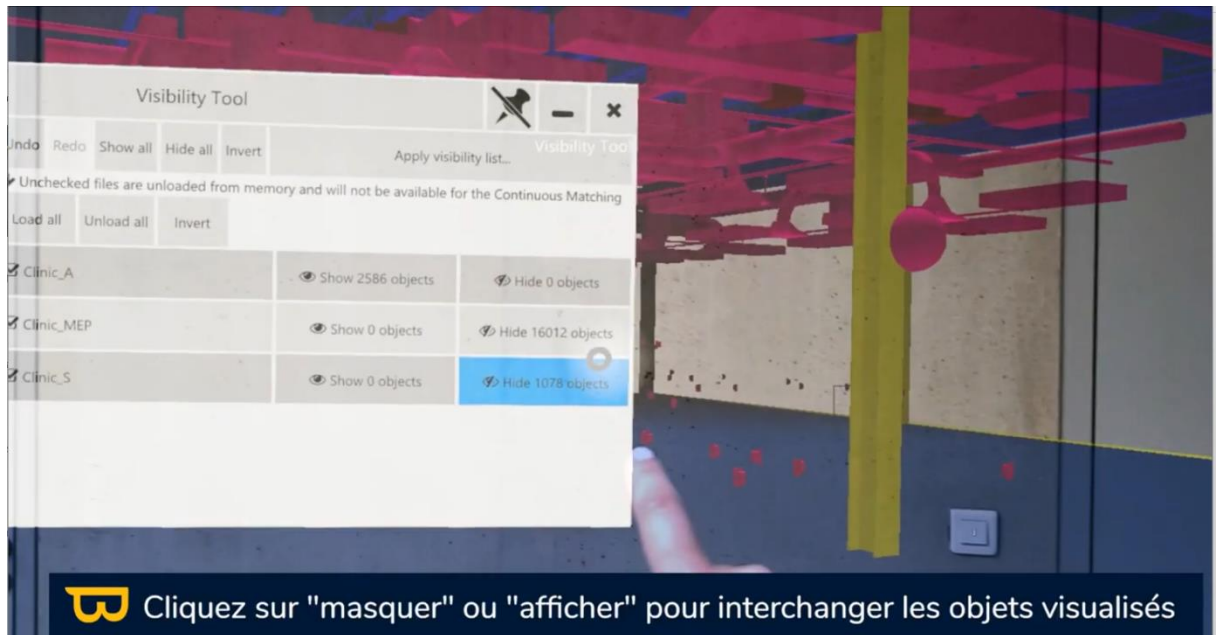 Visibility Tool
Undo Redo Show all Hide all Invert Apply visibility list... Visibility Too
Unchecked files are unloaded from memory and will not be available for the Continuous Matching
Load all Unload all Invert
Clinic_A Show 2586 objects Hide 0 objects
Clinic_MEP Show 0 objects Hide 16012 objects
Clinic_S Show 0 objects Hide 1078 objects
Cliquez sur "masquer" ou "afficher" pour interchanger les objets visualisés